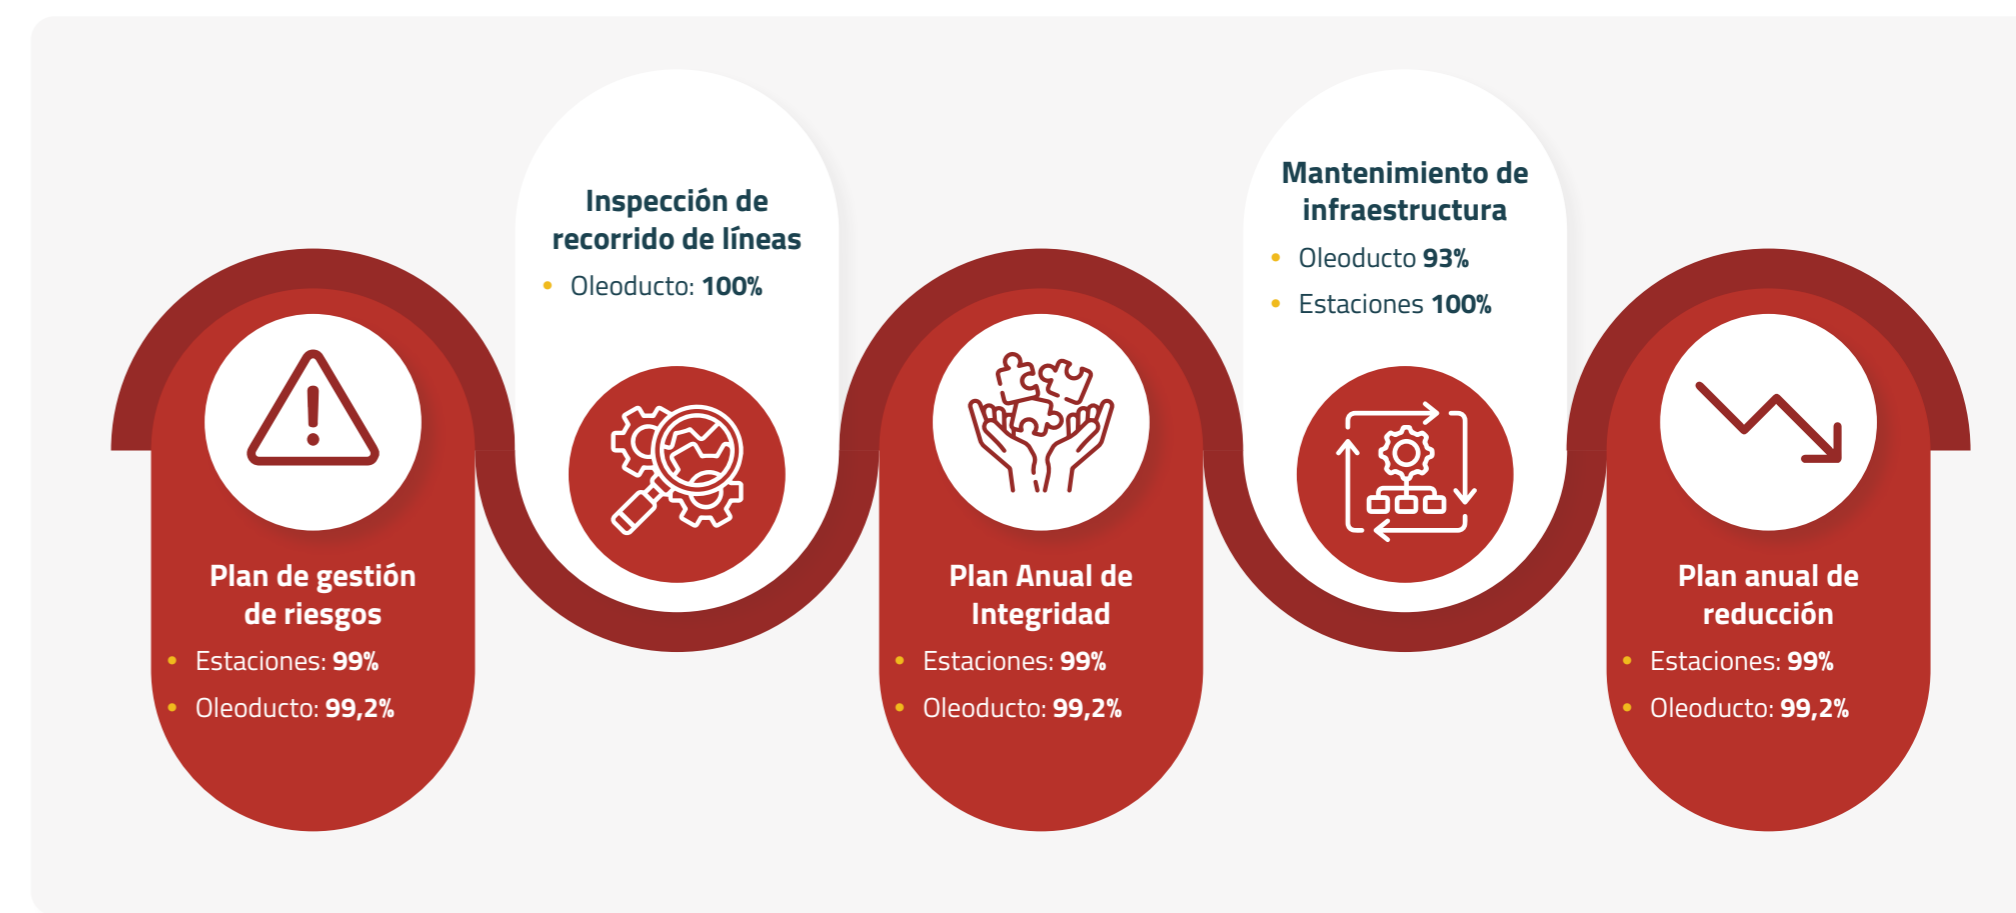 Plan de gestión
de riesgos
• Estaciones: 99%
• Oleoducto: 99,2%
Inspección de
recorrido de líneas
• Oleoducto: 100%
Plan Anual de
Integridad
• Estaciones: 99%
• Oleoducto: 99,2%
Mantenimiento de
infraestructura
• Oleoducto 93%
• Estaciones 100%
Plan anual de
reducción
• Estaciones: 99%
• Oleoducto: 99,2%